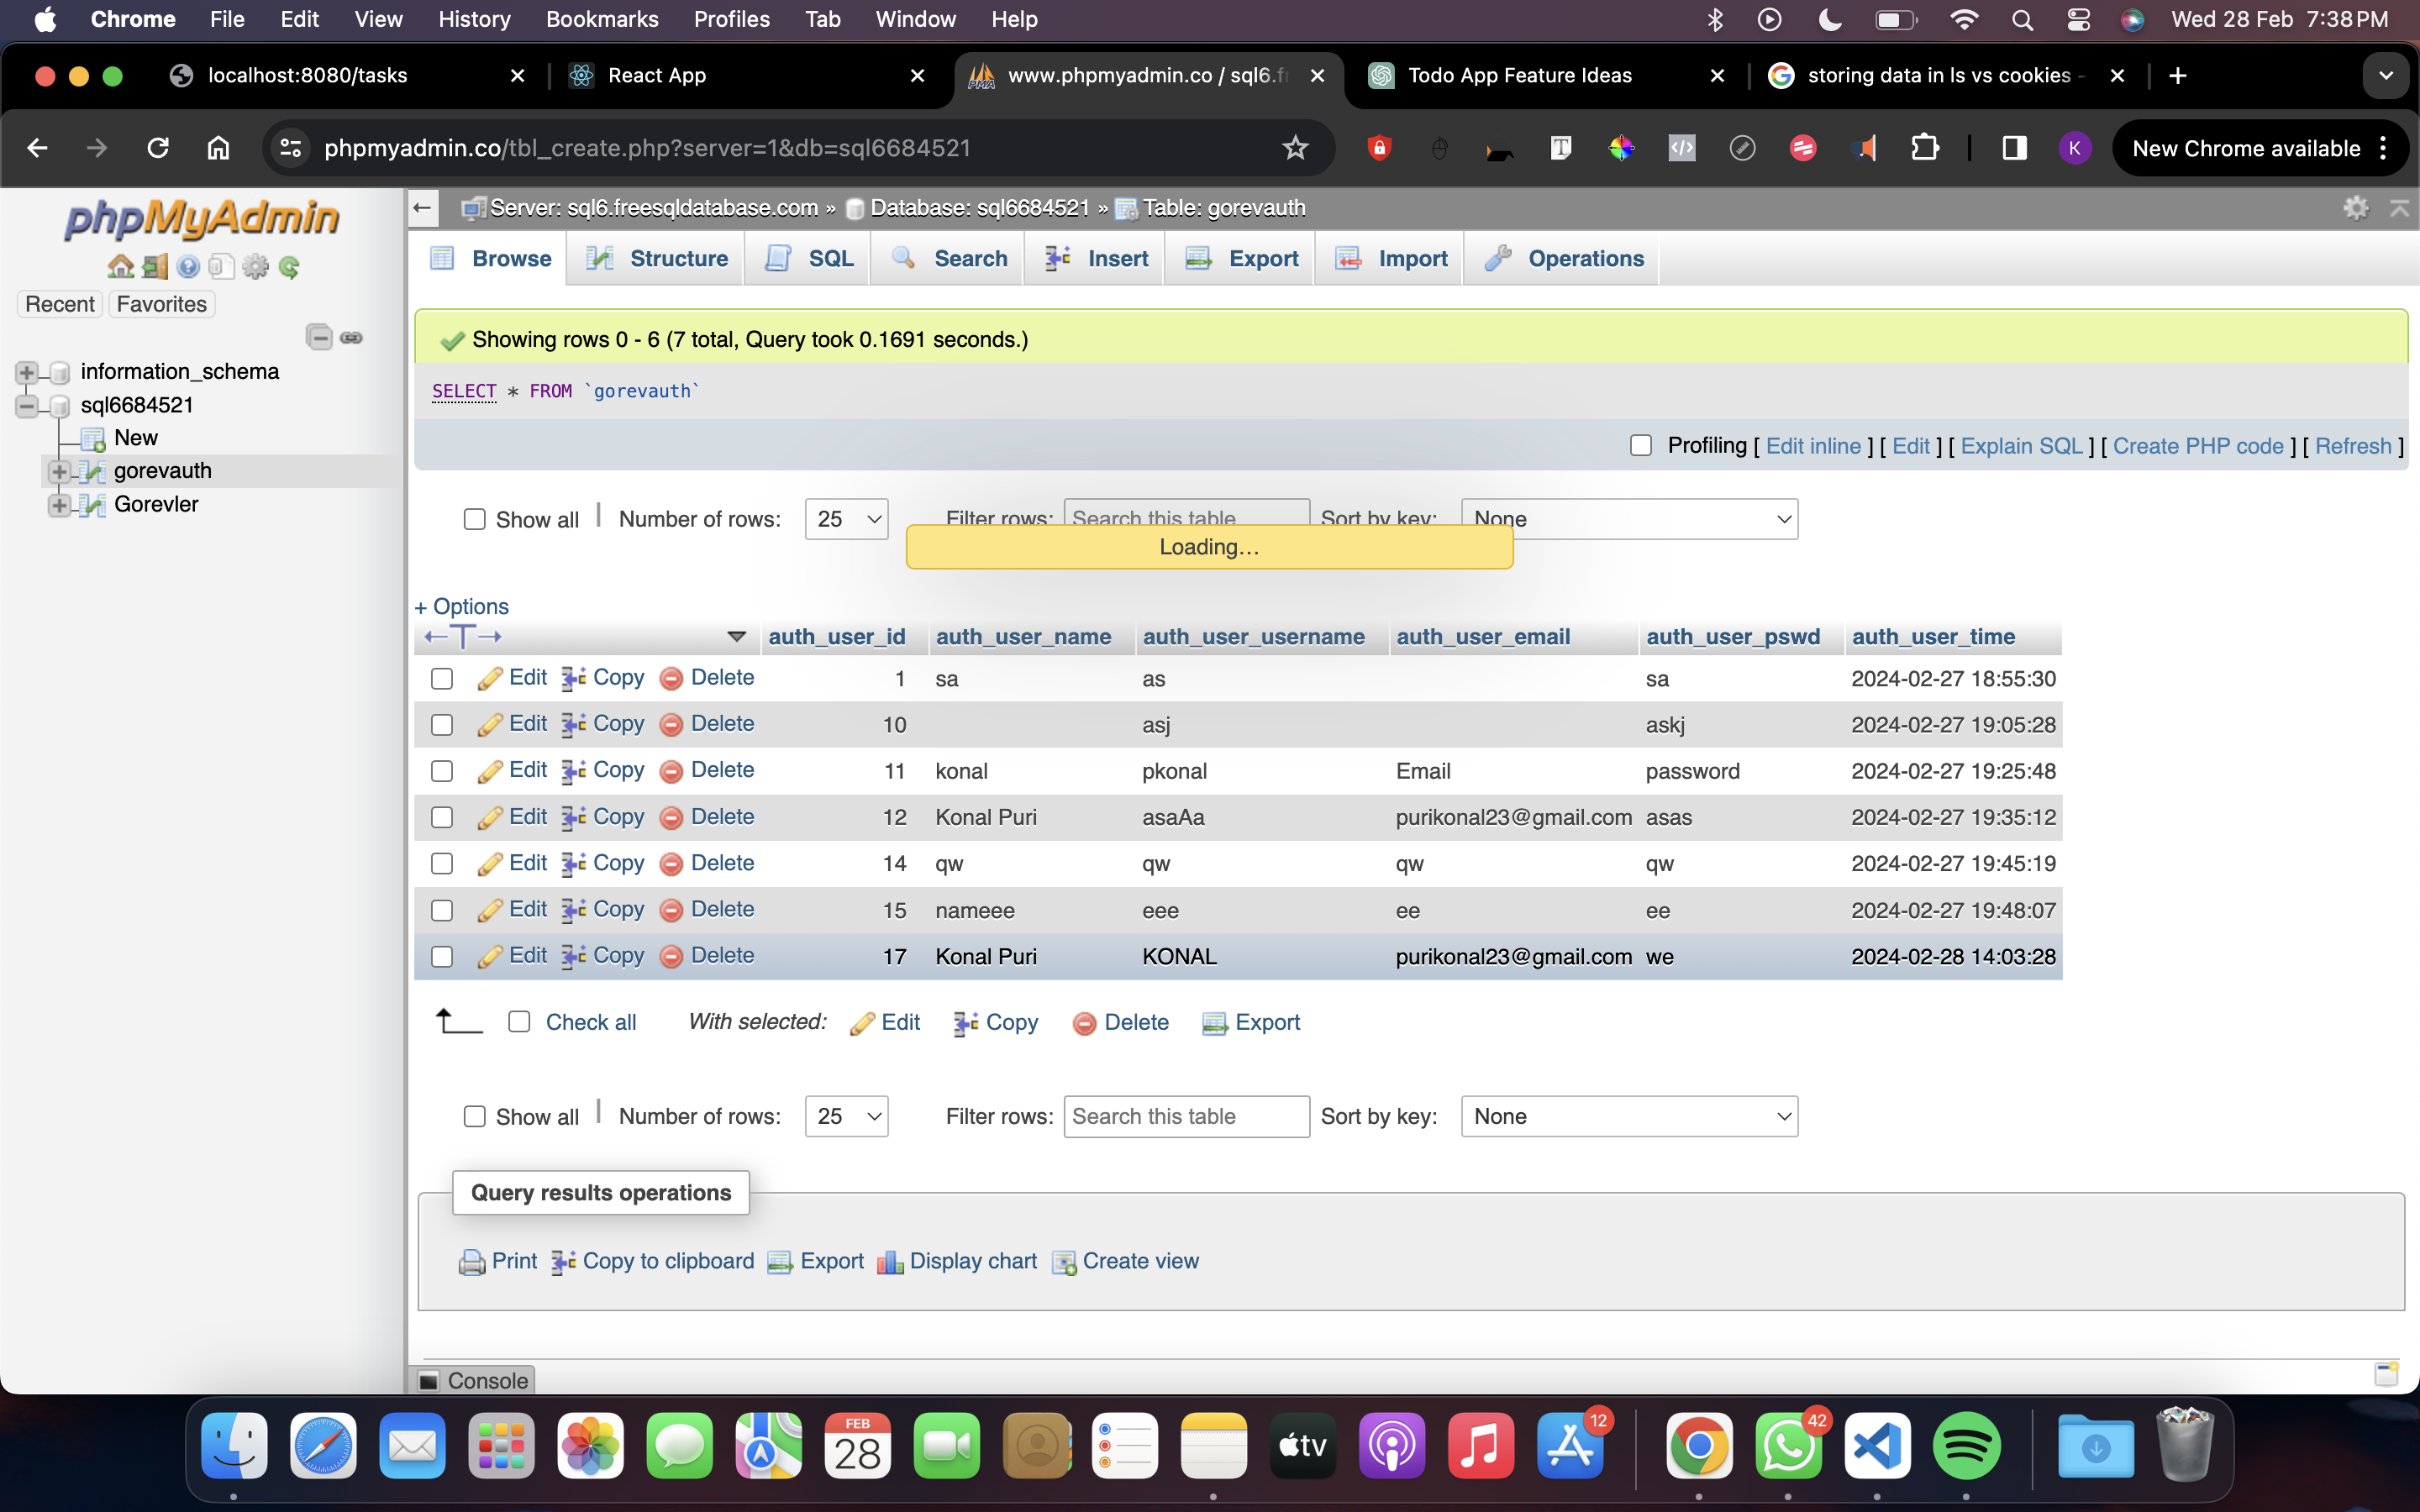 Chrome File Edit View History Bookmarks Profiles Tab Window Help Wed 28 Feb 7:38 PM
localhost:8080/tasks React App www.phpmyadmin.co / sql6.fr Todo App Feature Ideas storing data in ls vs cookies -
phpmyadmin.co/tbl_create.php?server=1&db=sql6684521 K New Chrome available
phpMyAdmin
Recent Favorites
information_schema
sql6684521
New
gorevauth
Gorevler
Server: sql6.freesqldatabase.com » Database: sql6684521 » Table: gorevauth
Browse Structure SQL Search Insert Export Import Operations
Showing rows 0 - 6 (7 total, Query took 0.1691 seconds.)
SELECT * FROM `gorevauth`
Profiling [ Edit inline ] [ Edit ] [ Explain SQL ] [ Create PHP code ] [ Refresh ]
Show all Number of rows: 25 Filter rows: Search this table Sort by key: None
Loading…
+ Options
←T→ auth_user_id auth_user_name auth_user_username auth_user_email auth_user_pswd auth_user_time
Edit Copy Delete 1 sa as sa 2024-02-27 18:55:30
Edit Copy Delete 10 asj askj 2024-02-27 19:05:28
Edit Copy Delete 11 konal pkonal Email password 2024-02-27 19:25:48
Edit Copy Delete 12 Konal Puri asaAa purikonal23@gmail.com asas 2024-02-27 19:35:12
Edit Copy Delete 14 qw qw qw qw 2024-02-27 19:45:19
Edit Copy Delete 15 nameee eee ee ee 2024-02-27 19:48:07
Edit Copy Delete 17 Konal Puri KONAL purikonal23@gmail.com we 2024-02-28 14:03:28
Check all With selected: Edit Copy Delete Export
Show all Number of rows: 25 Filter rows: Search this table Sort by key: None
Query results operations
Print Copy to clipboard Export Display chart Create view
Console
FEB
28
tv
12
42